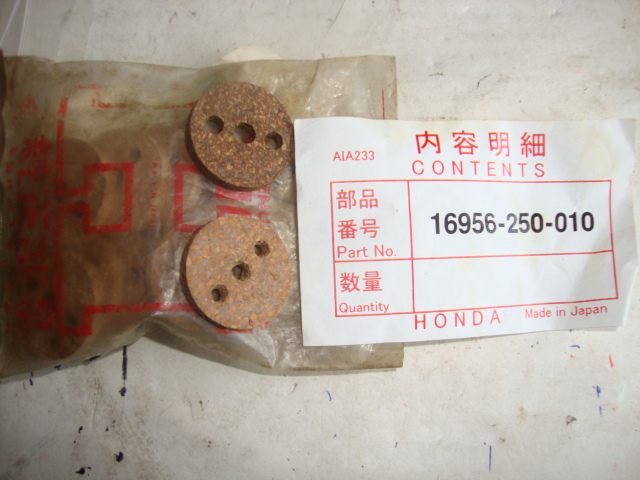 AIA233
内容明細
CONTENTS
部品
番号
Part No.
16956-250-010
数量
Quantity
HONDA
Made in Japan